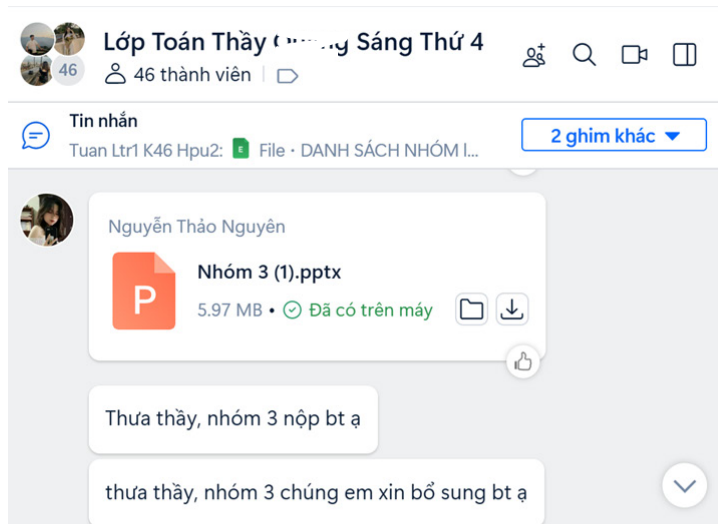 Lớp Toán Thầy Sáng Thứ 4
46
46 thành viên
Tin nhắn
Tuan Ltr1 K46 Hpu2: E File • DANH SÁCH NHÓM I...
2 ghim khác
Nguyễn Thảo Nguyên
P
Nhóm 3 (1).pptx
5.97 MB • Đã có trên máy
Thưa thầy, nhóm 3 nộp bt ạ
thưa thầy, nhóm 3 chúng em xin bổ sung bt ạ